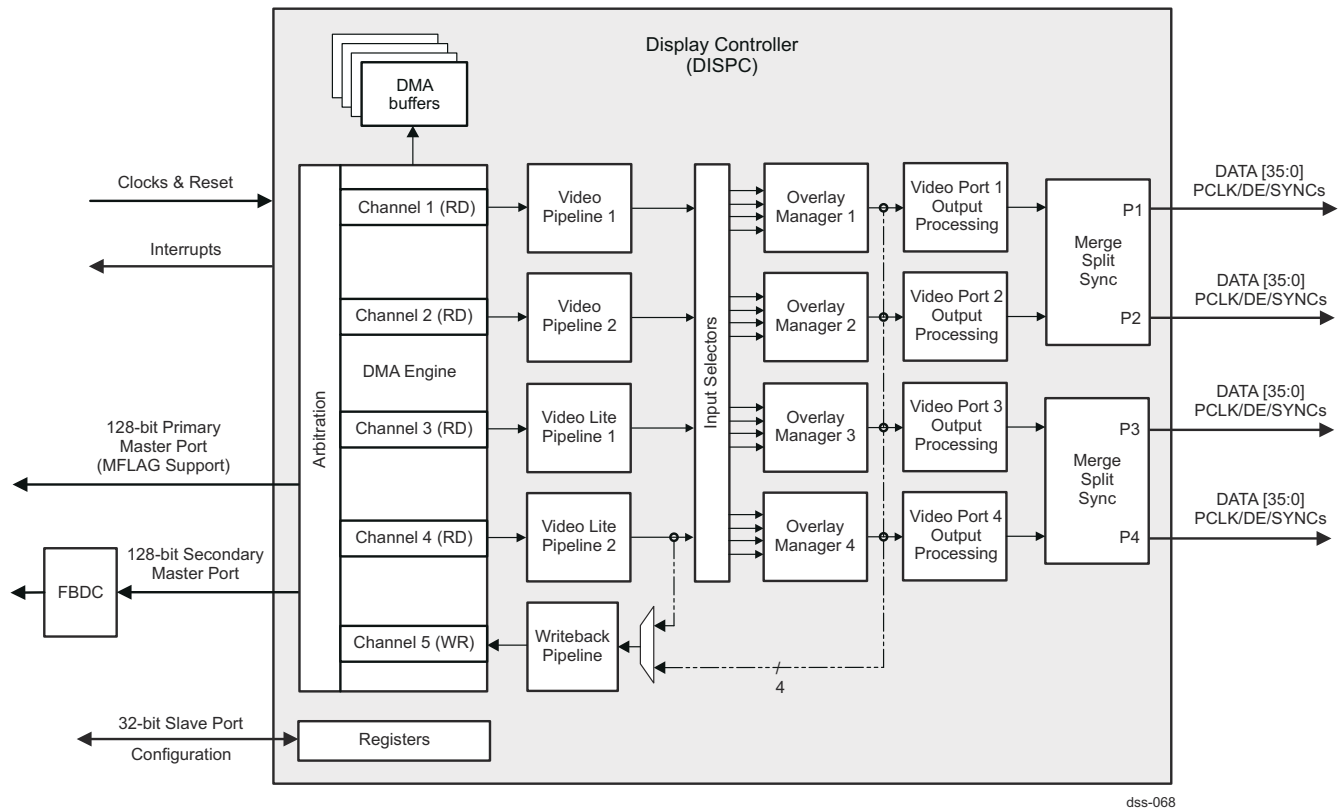 Display Controller
(DISPC)
DMA
buffers
Clocks & Reset
Interrupts
128-bit Primary
Master Port
(MFLAG Support)
128-bit Secondary
Master Port
FBDC
32-bit Slave Port
Configuration
Arbitration
Channel 1 (RD)
Channel 2 (RD)
DMA Engine
Channel 3 (RD)
Channel 4 (RD)
Channel 5 (WR)
Registers
Video
Pipeline 1
Video
Pipeline 2
Video Lite
Pipeline 1
Video Lite
Pipeline 2
Writeback
Pipeline
4
Input Selectors
Overlay
Manager 1
Overlay
Manager 2
Overlay
Manager 3
Overlay
Manager 4
Video Port 1
Output
Processing
Video Port 2
Output
Processing
Video Port 3
Output
Processing
Video Port 4
Output
Processing
P1
Merge
Split
Sync
P2
P3
Merge
Split
Sync
P4
DATA [35:0]
PCLK/DE/SYNCs
DATA [35:0]
PCLK/DE/SYNCs
DATA [35:0]
PCLK/DE/SYNCs
DATA [35:0]
PCLK/DE/SYNCs
dss-068